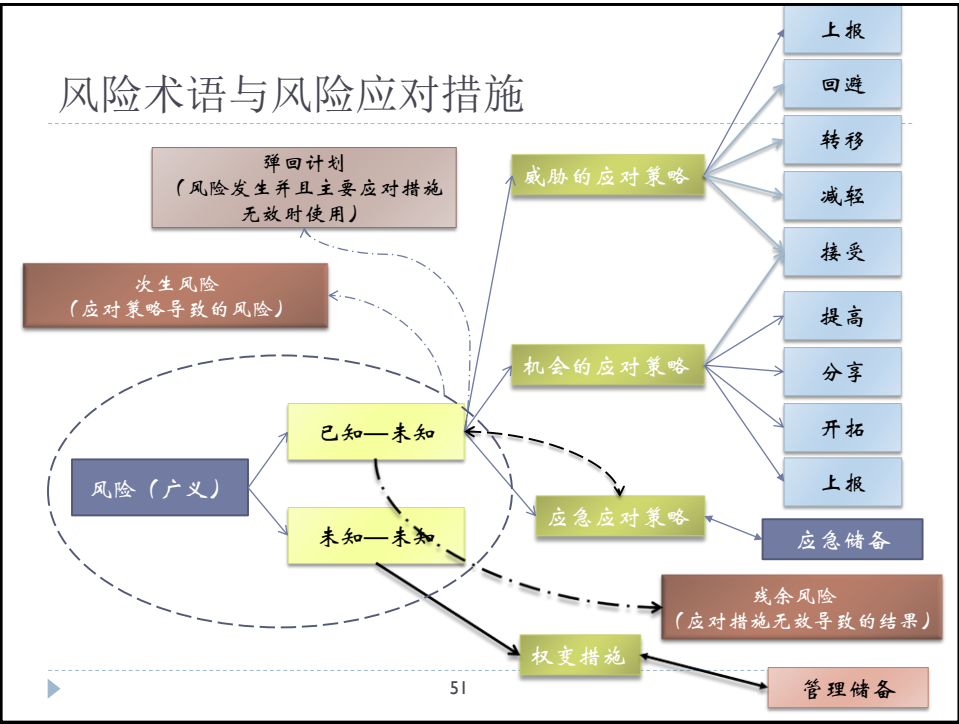 风险术语与风险应对措施
弹回计划
（风险发生并且主要应对措施
无效时使用）
次生风险
（应对策略导致的风险）
风险（广义）
已知—未知
未知—未知
威胁的应对策略
机会的应对策略
应急应对策略
权变措施
上报
回避
转移
减轻
接受
提高
分享
开拓
上报
应急储备
残余风险
（应对措施无效导致的结果）
管理储备
51